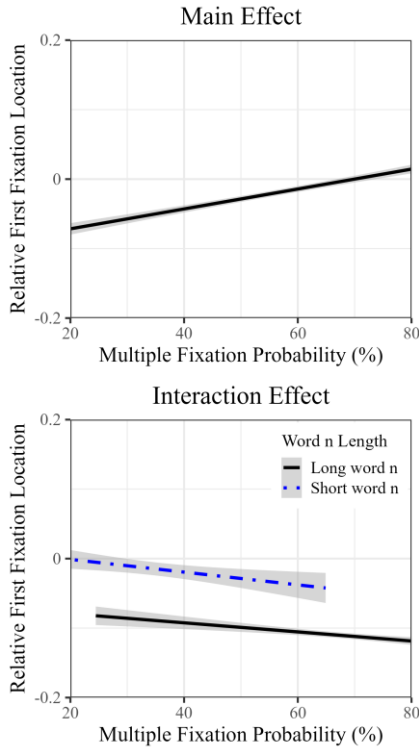 Main Effect
0.2
0
-0.2
Relative First Fixation Location
20
40
60
80
Multiple Fixation Probability (%)
Interaction Effect
0.2
0
-0.2
Relative First Fixation Location
Word n Length
Long word n
Short word n
20
40
60
80
Multiple Fixation Probability (%)